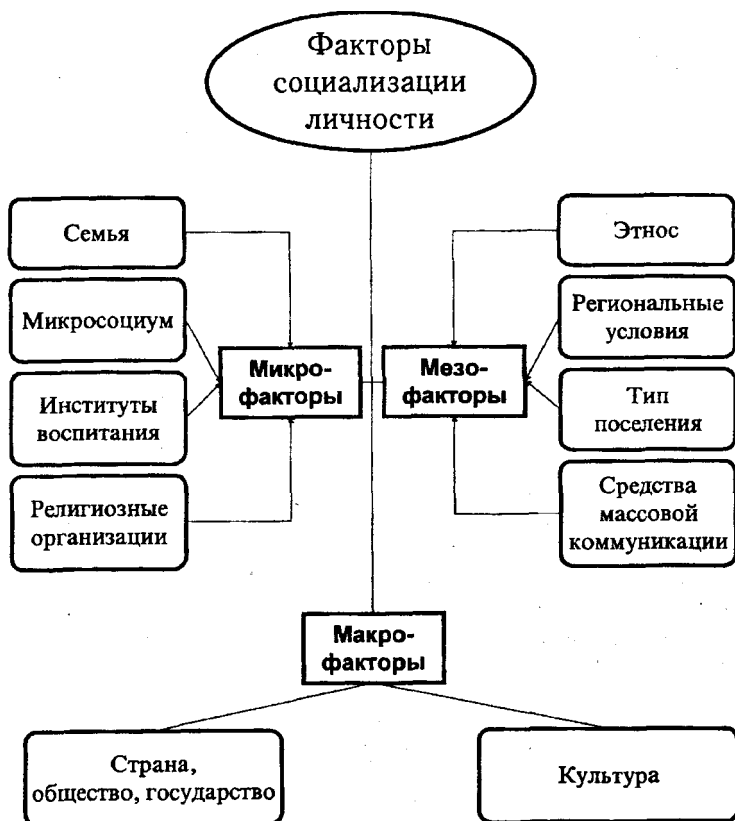 Факторы
социализации
личности
Семья
Этнос
Микросоциум
Региональные
условия
Микро-
факторы
Мезо-
факторы
Институты
воспитания
Тип
поселения
Религиозные
организации
Средства
массовой
коммуникации
Макро-
факторы
Страна,
общество, государство
Культура